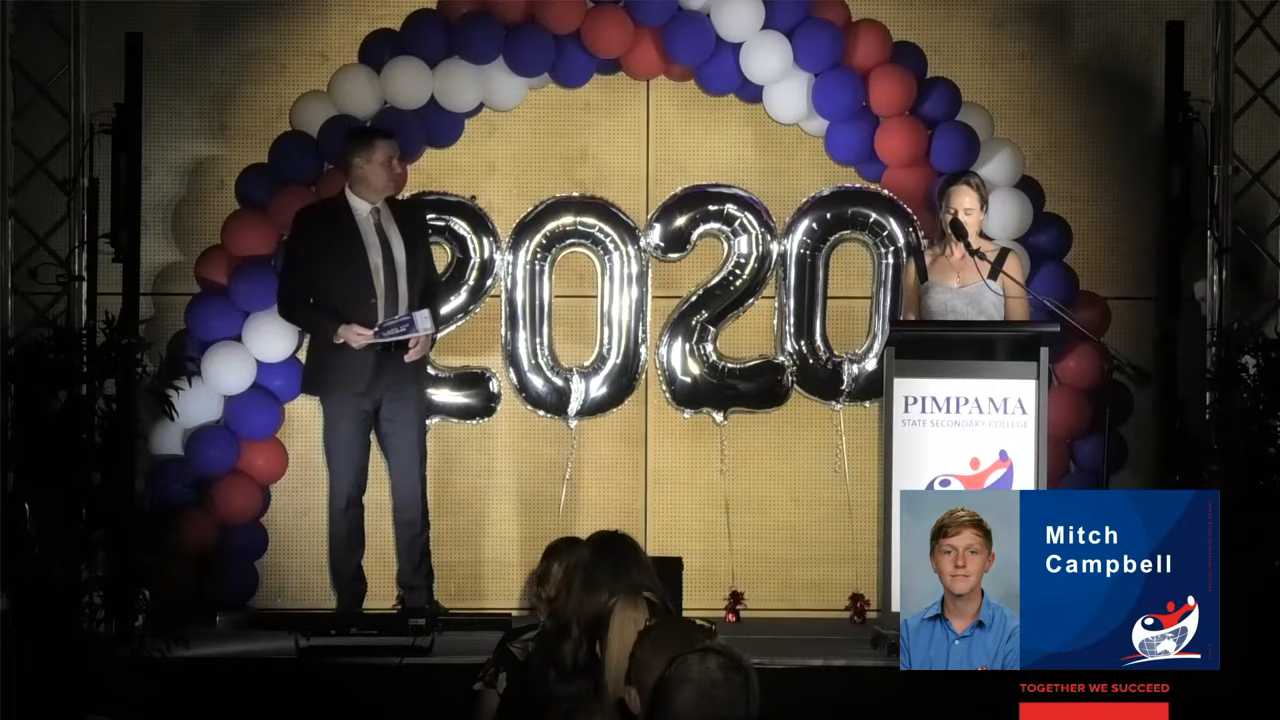 2020
PIMPAMA
STATE SECONDARY COLLEGE
Mitch
Campbell
TOGETHER WE SUCCEED